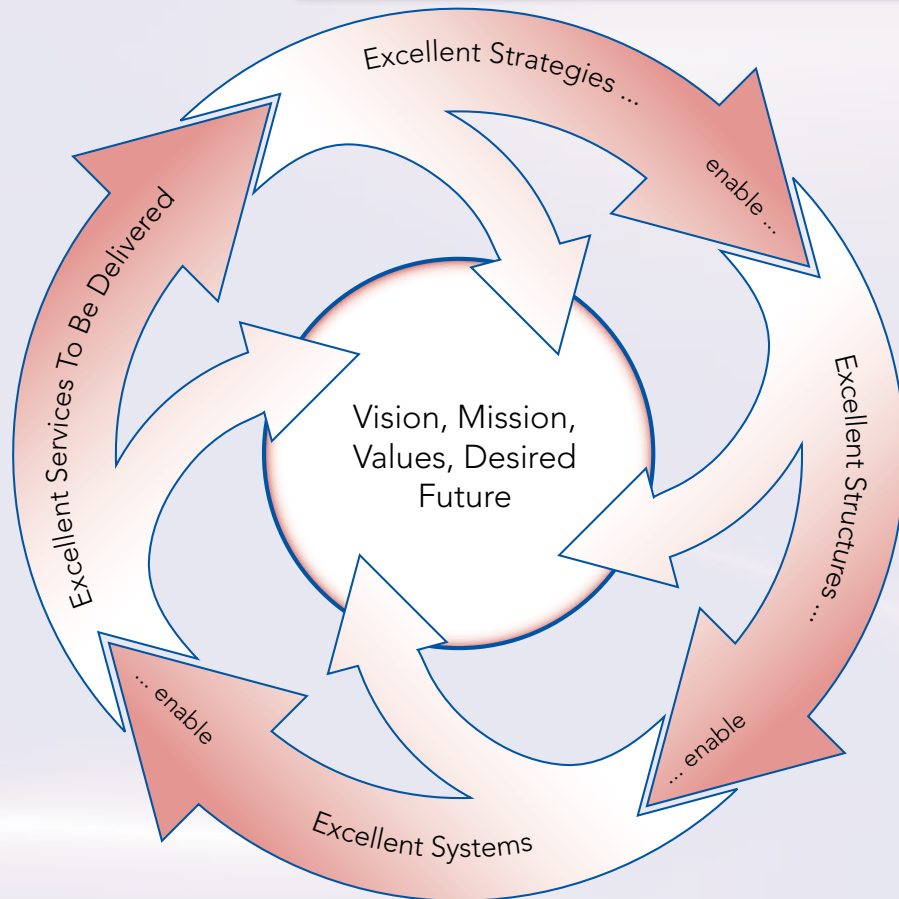 Excellent Strategies ...
enable ...
Excellent Structures ...
... enable
Excellent Systems
... enable
Excellent Services To Be Delivered
Vision, Mission,
Values, Desired
Future